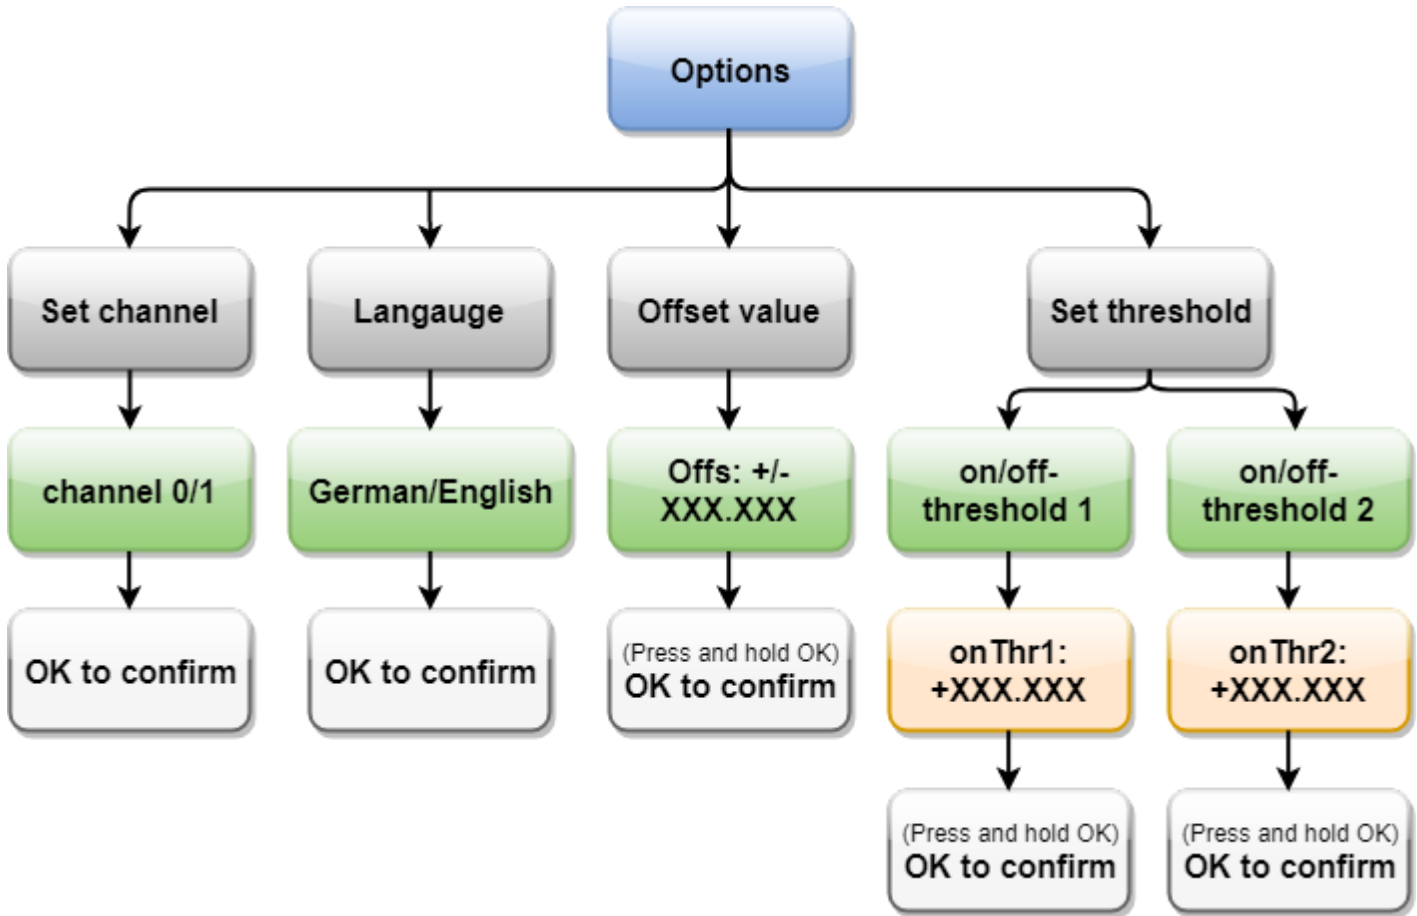 Options
Set channel
Langauge
Offset value
Set threshold
channel 0/1
German/English
Offs: +/-
XXX.XXX
on/off-
threshold 1
on/off-
threshold 2
OK to confirm
OK to confirm
(Press and hold OK)
OK to confirm
onThr1:
+XXX.XXX
onThr2:
+XXX.XXX
(Press and hold OK)
OK to confirm
(Press and hold OK)
OK to confirm